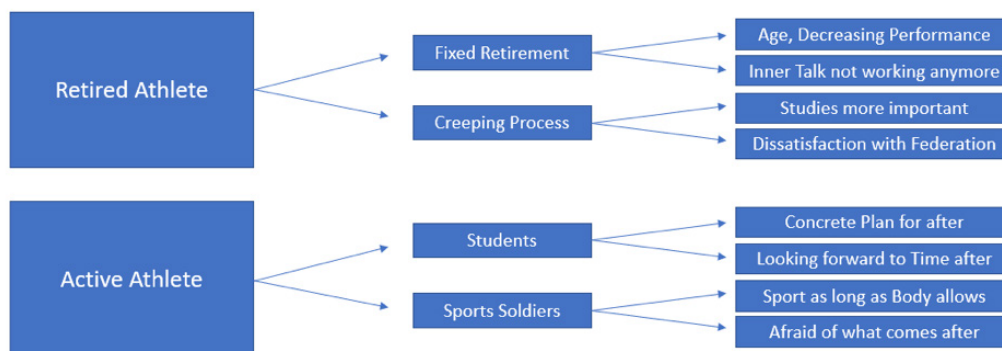 Retired Athlete
Fixed Retirement
Creeping Process
Age, Decreasing Performance
Inner Talk not working anymore
Studies more important
Dissatisfaction with Federation
Active Athlete
Students
Sports Soldiers
Concrete Plan for after
Looking forward to Time after
Sport as long as Body allows
Afraid of what comes after